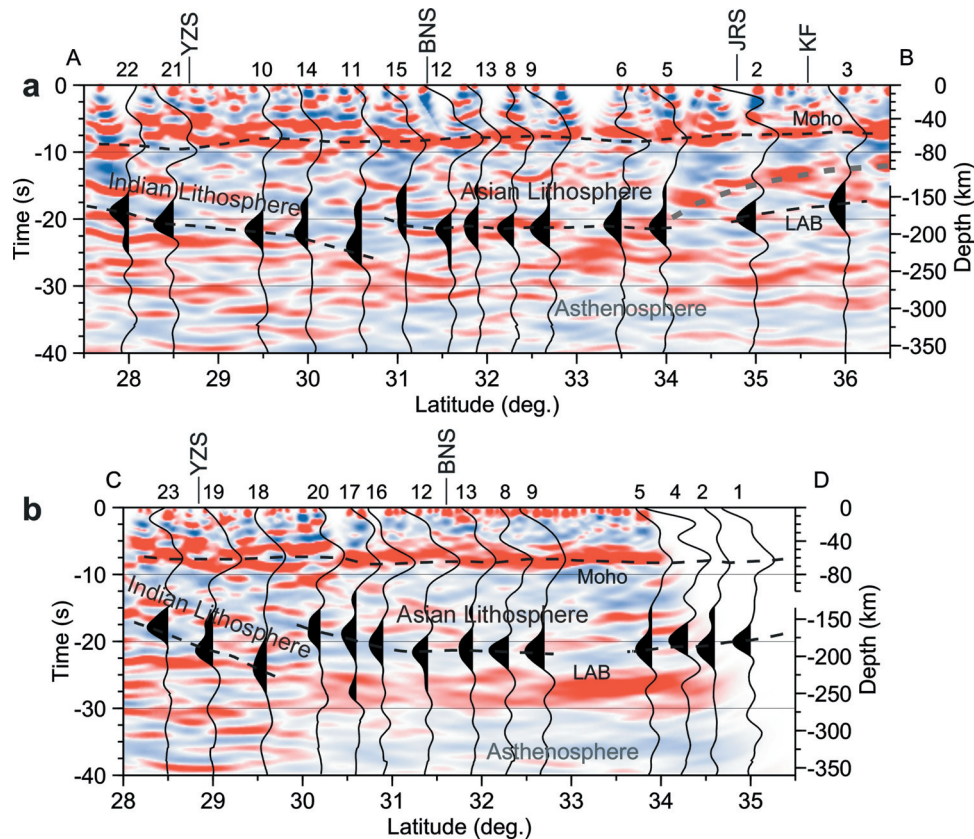 YZS BNS JRS KF
A 22 21 10 14 11 15 12 13 8 9 6 5 2 3 B
a
0 -10 -20 -30 -40
Time (s)
0 -40 -80 -150 -200 -250 -300 -350
Depth (km)
Moho
Indian Lithosphere
Asian Lithosphere
LAB
Asthenosphere
28 29 30 31 32 33 34 35 36
Latitude (deg.)
YZS BNS
C 23 19 18 20 17 16 12 13 8 9 5 4 2 1 D
b
0 -10 -20 -30 -40
Time (s)
0 -40 -80 -150 -200 -250 -300 -350
Depth (km)
Moho
Indian Lithosphere
Asian Lithosphere
LAB
Asthenosphere
28 29 30 31 32 33 34 35
Latitude (deg.)